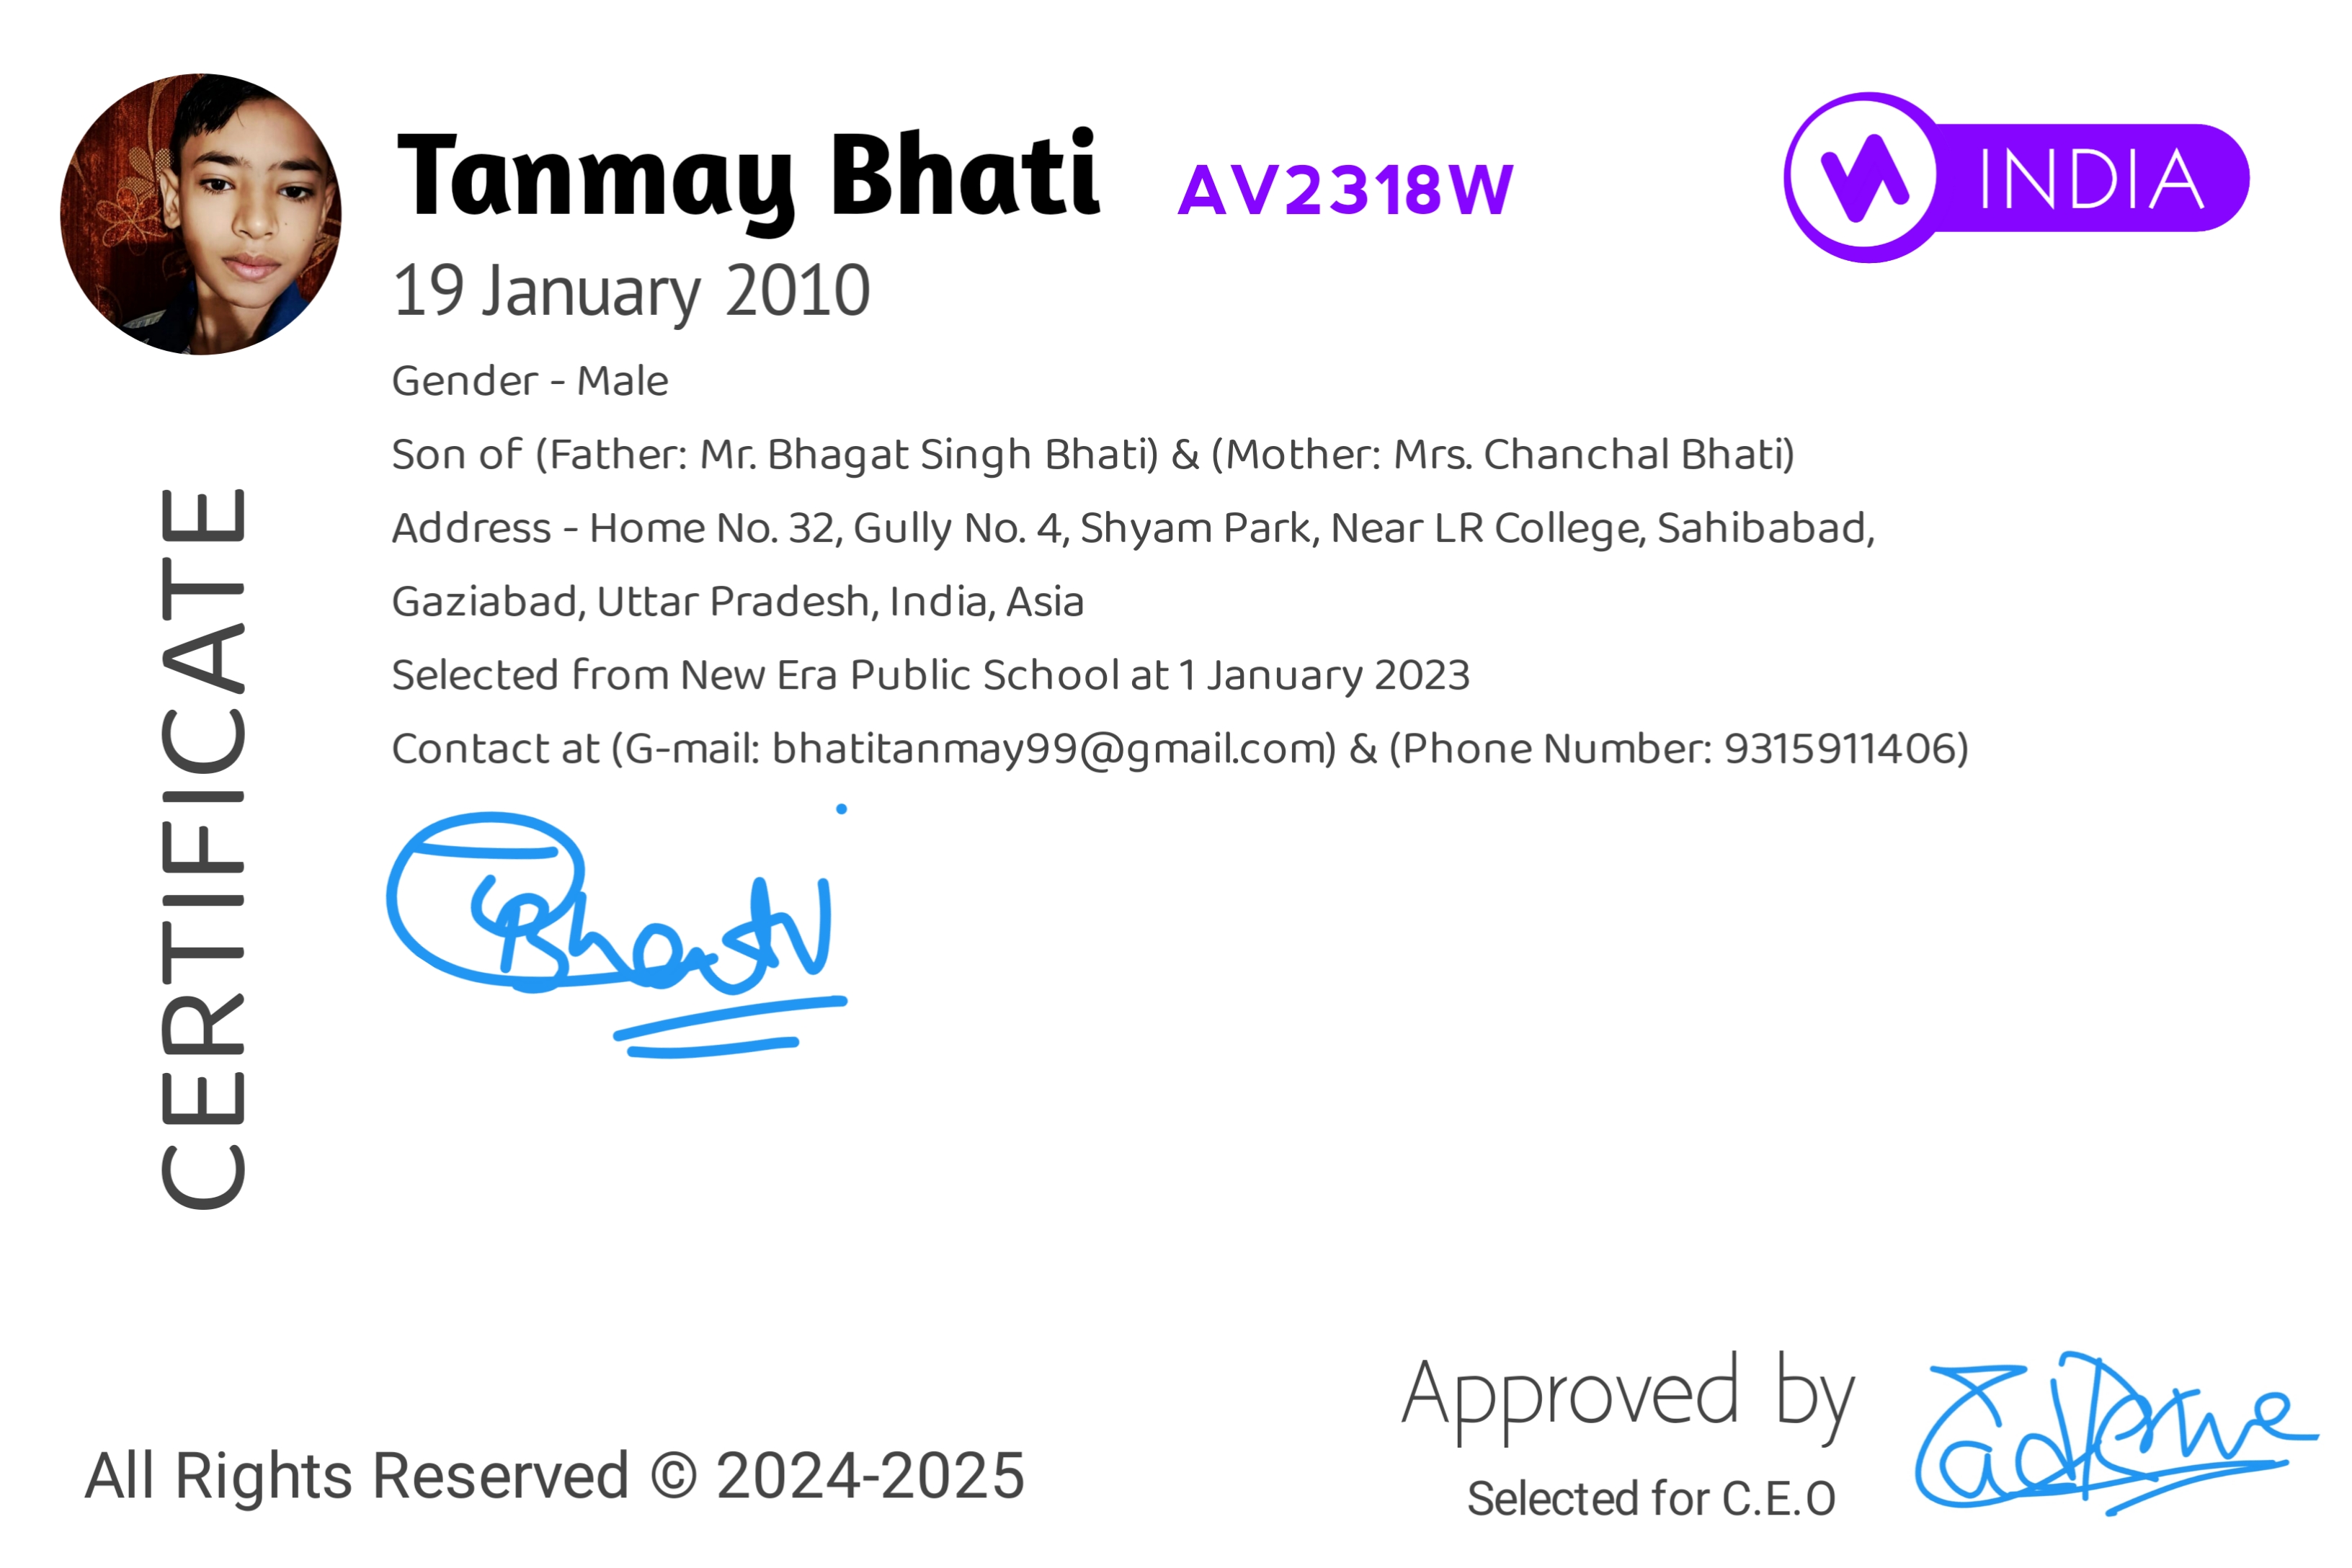 Tanmay Bhati AV2318W
INDIA
19 January 2010
Gender - Male
Son of (Father: Mr. Bhagat Singh Bhati) & (Mother: Mrs. Chanchal Bhati)
Address - Home No. 32, Gully No. 4, Shyam Park, Near LR College, Sahibabad,
Gaziabad, Uttar Pradesh, India, Asia
Selected from New Era Public School at 1 January 2023
Contact at (G-mail: bhatitanmay99@gmail.com) & (Phone Number: 9315911406)
Bhati
CERTIFICATE
Approved by
Selected for C.E.O
All Rights Reserved © 2024-2025